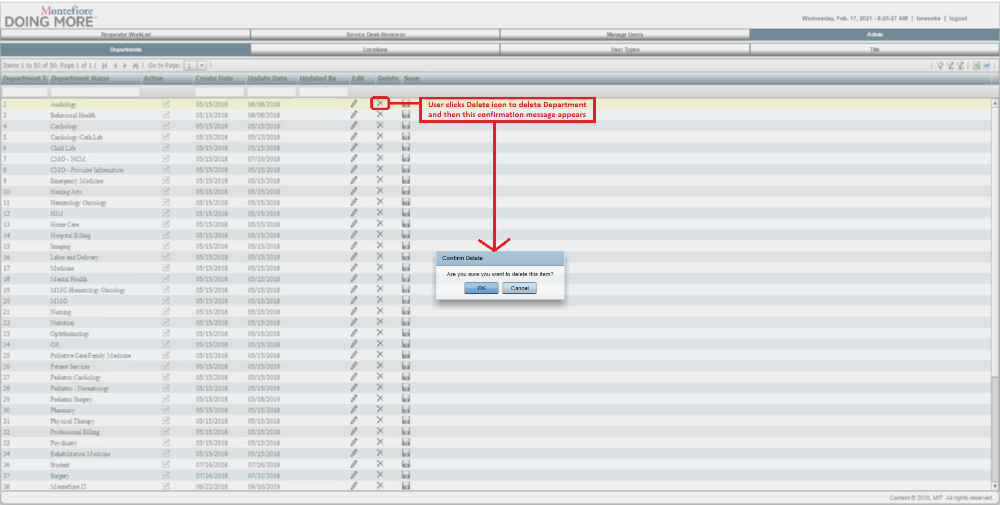 Montefiore
DOING MORE
Wednesday, Feb. 17, 2021 - 8:25:27 AM | beweeks | logout
Requestor WorkList Service Desk Reviewer Manage Users Admin
Departments Locations User Types Title
Items 1 to 50 of 50. Page 1 of 1 | Go to Page: 1
Department I Department Name Active Create Date Update Date Updated By Edit Delete Save
2 Audiology 05/15/2018 08/08/2018
User clicks Delete icon to delete Department
and then this confirmation message appears
3 Behavioral Health 05/15/2018 08/08/2018
4 Cardiology 05/15/2018 05/15/2018
5 Cardiology/Cath Lab 05/15/2018 05/15/2018
6 Child Life 05/15/2018 05/15/2018
7 CMO - NCM 05/15/2018 07/16/2018
8 CMO - Provider Information 05/15/2018 05/15/2018
9 Emergency Medicine 05/15/2018 05/15/2018
10 Healing Arts 05/15/2018 05/15/2018
11 Hematology Oncology 05/15/2018 05/15/2018
12 HIM 05/15/2018 05/15/2018
13 Home Care 05/15/2018 05/15/2018
14 Hospital Billing 05/15/2018 05/15/2018
15 Imaging 05/15/2018 05/15/2018
16 Labor and Delivery 05/15/2018 05/15/2018
17 Medicine 05/15/2018 05/15/2018
18 Mental Health 05/15/2018 05/15/2018
19 MMC-Hematology/Oncology 05/15/2018 05/15/2018
20 MMG 05/15/2018 05/15/2018
21 Nursing 05/15/2018 05/15/2018
22 Nutrition 05/15/2018 05/15/2018
23 Ophthalmology 05/15/2018 05/15/2018
24 OR 05/15/2018 05/15/2018
25 Palliative Care/Family Medicine 05/15/2018 05/15/2018
26 Patient Services 05/15/2018 05/15/2018
27 Pediatric Cardiology 05/15/2018 05/15/2018
28 Pediatric - Neonatology 05/15/2018 05/15/2018
29 Pediatric Surgery 05/15/2018 03/18/2019
30 Pharmacy 05/15/2018 05/15/2018
31 Physical Therapy 05/15/2018 05/15/2018
32 Professional Billing 05/15/2018 05/15/2018
33 Psychiatry 05/15/2018 05/15/2018
34 Rehabilitation Medicine 05/15/2018 05/15/2018
36 Student 07/16/2018 07/16/2018
37 Surgery 07/16/2018 07/31/2018
38 Montefiore IT 08/22/2018 09/10/2019
Confirm Delete
Are you sure you want to delete this item?
OK Cancel
Content © 2018, MIT .All rights reserved.